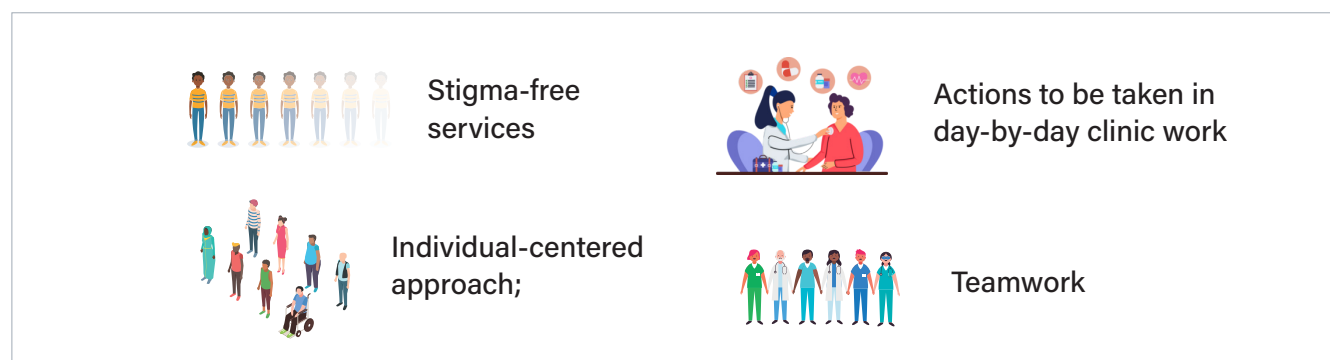 Stigma-free
services
Actions to be taken in
day-by-day clinic work
Individual-centered
approach;
Teamwork